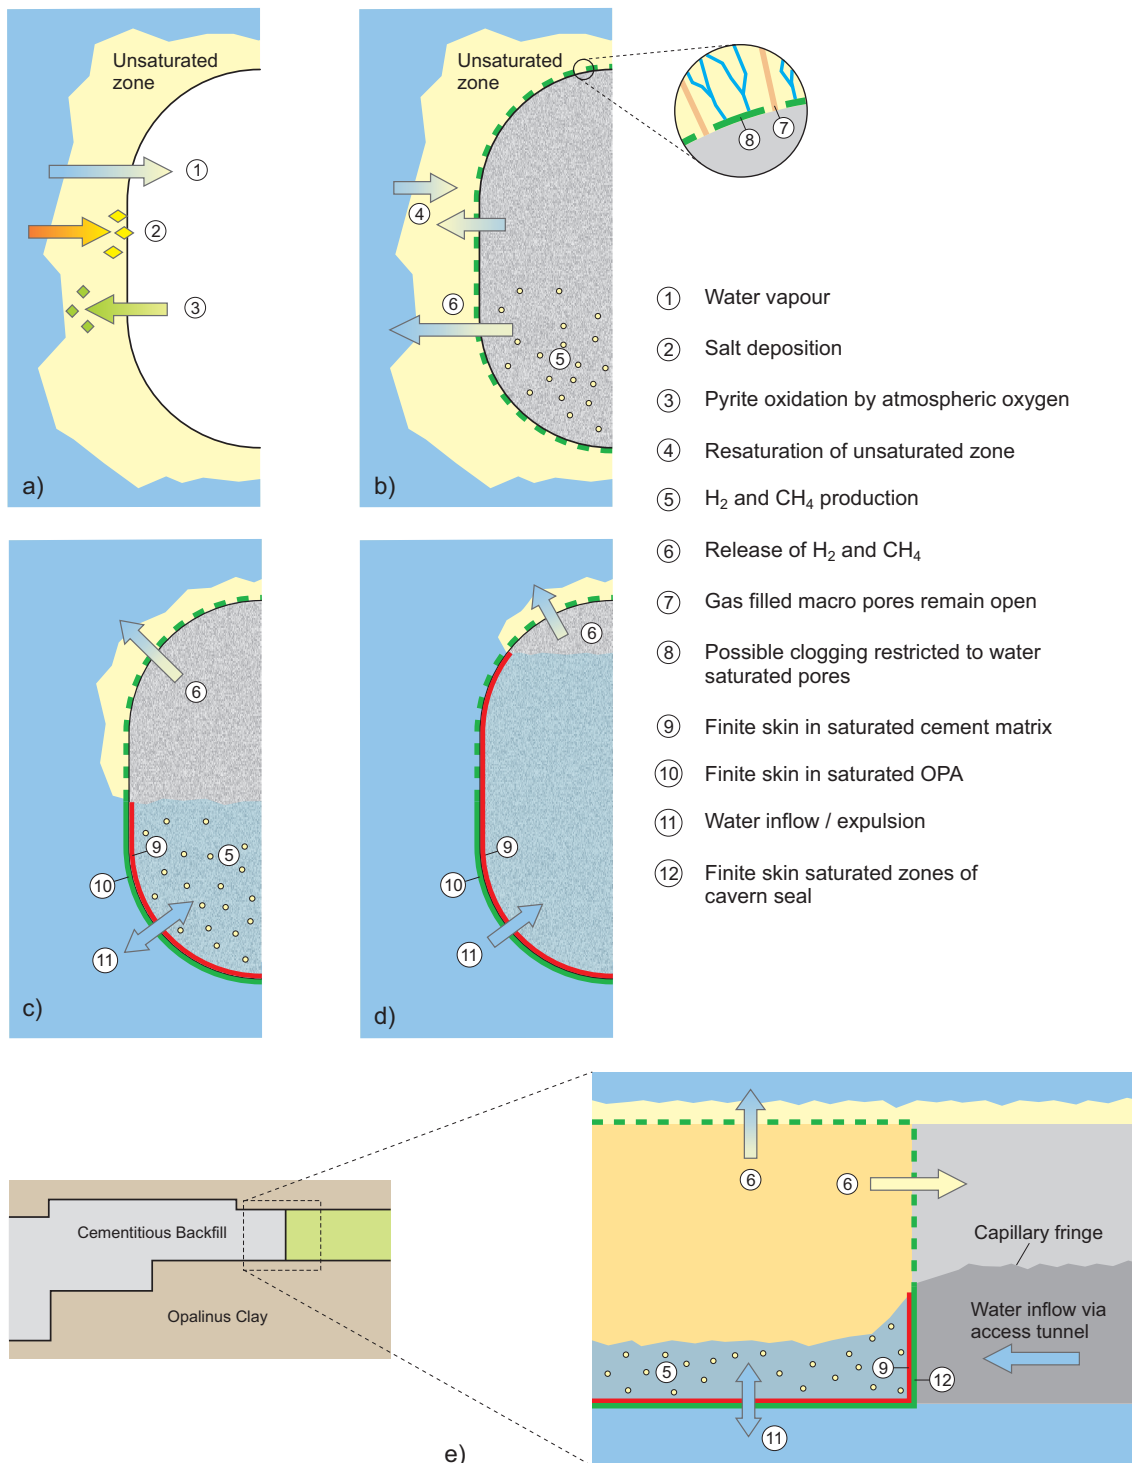 Unsaturated
zone
1
2
3
a)
Unsaturated
zone
8
7
4
6
5
b)
1 Water vapour
2 Salt deposition
3 Pyrite oxidation by atmospheric oxygen
4 Resaturation of unsaturated zone
5 H2 and CH4 production
6 Release of H2 and CH4
7 Gas filled macro pores remain open
8 Possible clogging restricted to water
saturated pores
9 Finite skin in saturated cement matrix
10 Finite skin in saturated OPA
11 Water inflow / expulsion
12 Finite skin saturated zones of
cavern seal
6
9
5
10
11
c)
6
9
10
11
d)
Cementitious Backfill
Opalinus Clay
6
6
Capillary fringe
Water inflow via
access tunnel
5
9
12
11
e)